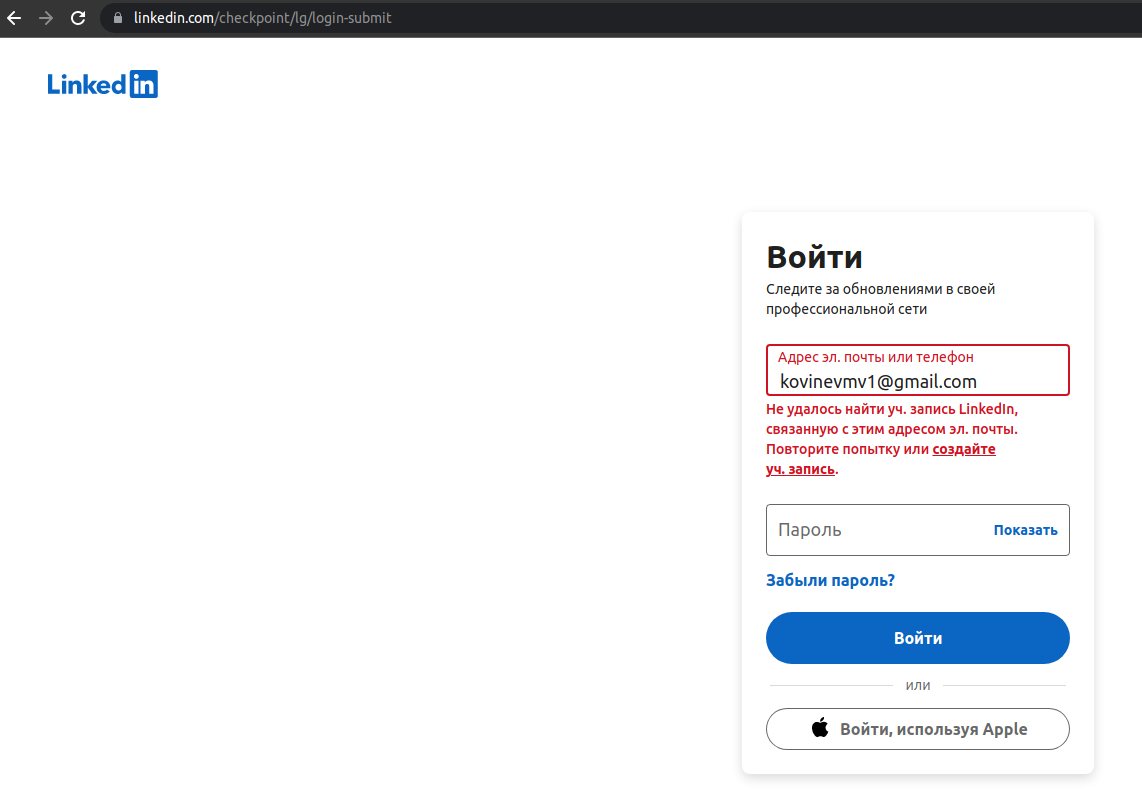 linkedin.com/checkpoint/lg/login-submit
Linkedin
Войти
Следите за обновлениями в своей
профессиональной сети
Адрес эл. почты или телефон
kovinevmv1@gmail.com
Не удалось найти уч. запись LinkedIn,
связанную с этим адресом эл. почты.
Повторите попытку или создайте
уч. запись.
Пароль Показать
Забыли пароль?
Войти
или
Войти, используя Apple